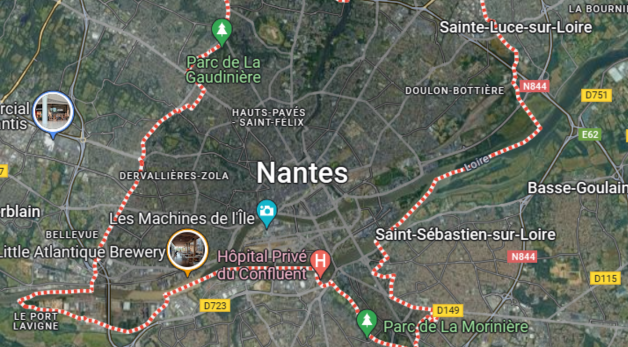 LA BOURNI
Sainte-Luce-sur-Loire
Parc de La
Gaudinière
DOULON-BOTTIÈRE
N844
D751
rcial
ntis
HAUTS-PAVÉS
- SAINT-FÉLIX
E62
Loire
7
DERVALLIÈRES-ZOLA
Nantes
Basse-Goulain
rblain
Les Machines de l'Île
BELLEVUE
Saint-Sébastien-sur-Loire
Little Atlantique Brewery
Hôpital Privé
du Confluent
H
N844
D115
D723
D149
LE PORT
LAVIGNE
Parc de La Morinière